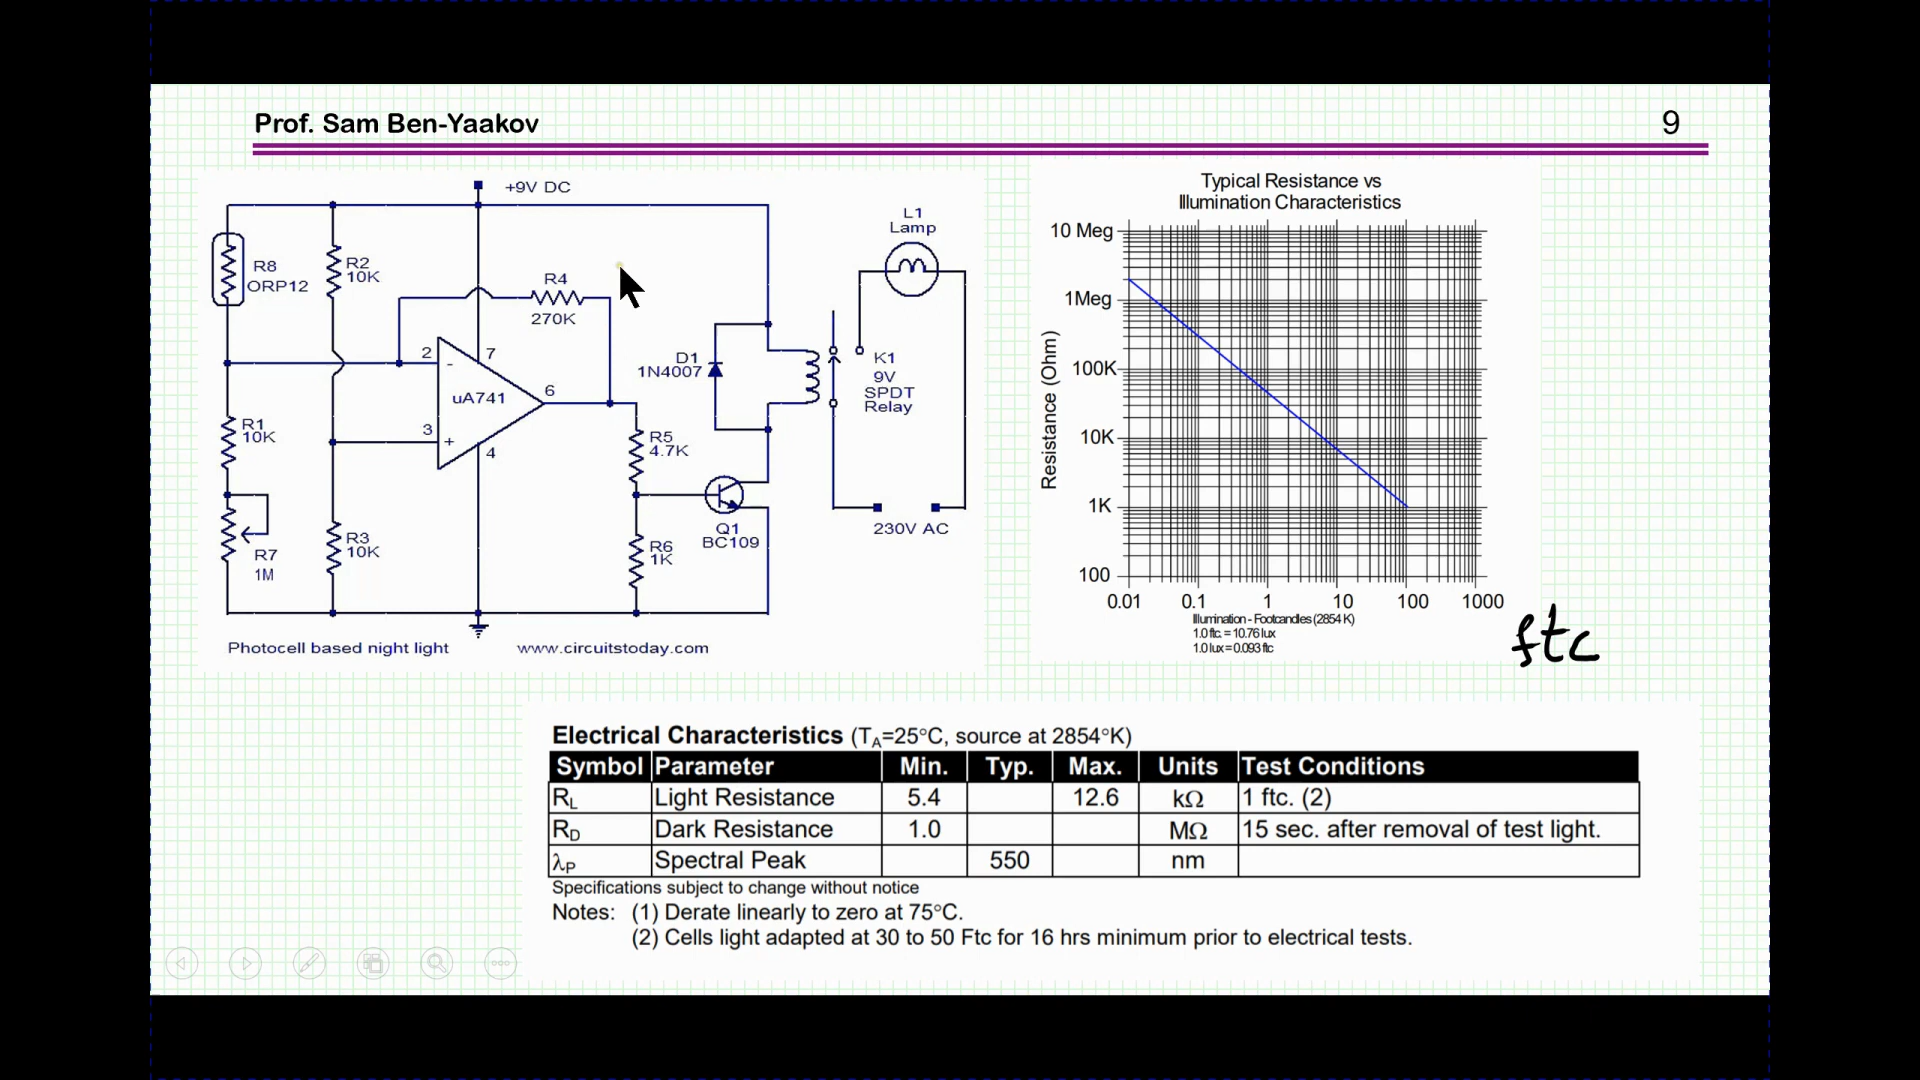 Prof. Sam Ben-Yaakov
9
+9V DC
R8
ORP12
R2
10K
R4
270K
2
7
-
uA741
6
3
+
4
R1
10K
R7
1M
R3
10K
R5
4.7K
R6
1K
D1
1N4007
Q1
BC109
L1
Lamp
K1
9V
SPDT
Relay
230V AC
Photocell based night light
www.circuitstoday.com
Typical Resistance vs
Illumination Characteristics
Resistance (Ohm)
10 Meg
1Meg
100K
10K
1K
100
0.01 0.1 1 10 100 1000
Illumination - Footcandles (2854 K)
1.0 ftc. = 10.76 lux
1.0 lux = 0.093 ftc
ftc
Electrical Characteristics (TA=25°C, source at 2854°K)
Symbol Parameter Min. Typ. Max. Units Test Conditions
RL Light Resistance 5.4 12.6 kΩ 1 ftc. (2)
RD Dark Resistance 1.0 MΩ 15 sec. after removal of test light.
λP Spectral Peak 550 nm
Specifications subject to change without notice
Notes: (1) Derate linearly to zero at 75°C.
(2) Cells light adapted at 30 to 50 Ftc for 16 hrs minimum prior to electrical tests.